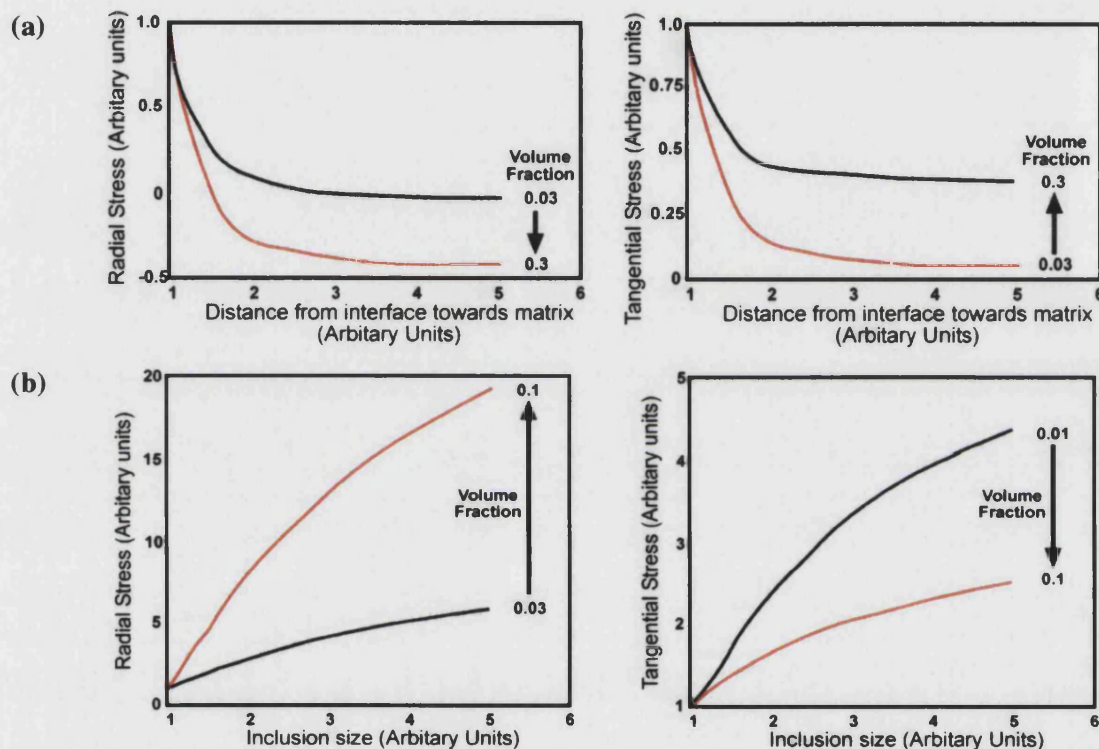 (a)
Radial Stress (Arbitary units)
1.0
0.5
0
-0.5
Volume
Fraction
0.03
0.3
1 2 3 4 5 6
Distance from interface towards matrix
(Arbitary Units)
Tangential Stress (Arbitary units)
1.0
0.75
0.5
0.25
0
Volume
Fraction
0.3
0.03
1 2 3 4 5 6
Distance from interface towards matrix
(Arbitary Units)
(b)
Radial Stress (Arbitary units)
20
15
10
5
0
0.1
Volume
Fraction
0.03
1 2 3 4 5 6
Inclusion size (Arbitary Units)
Tangential Stress (Arbitary units)
5
4
3
2
1
0.01
Volume
Fraction
0.1
1 2 3 4 5 6
Inclusion size (Arbitary Units)